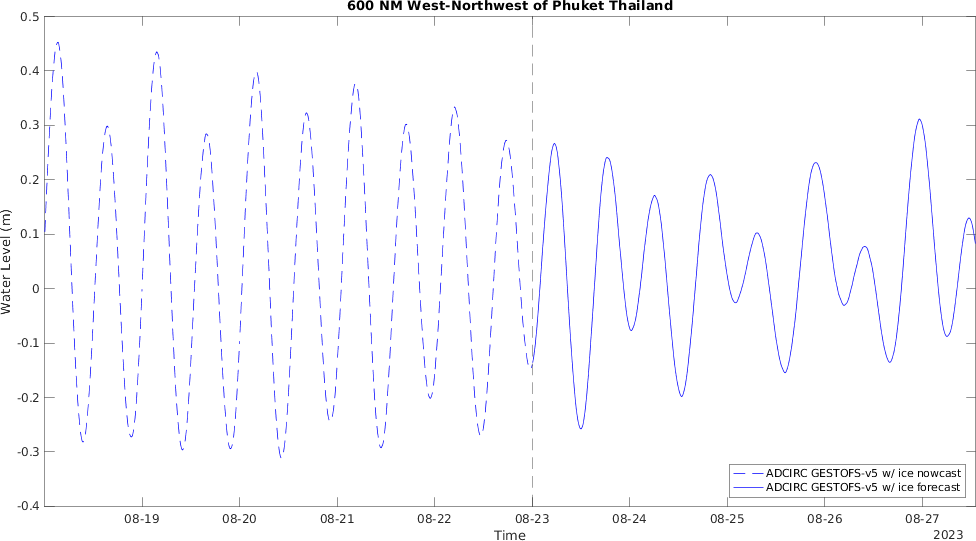 600 NM West-Northwest of Phuket Thailand
0.5
0.4
0.3
0.2
0.1
0
-0.1
-0.2
-0.3
-0.4
Water Level (m)
ADCIRC GESTOFS-v5 w/ ice nowcast
ADCIRC GESTOFS-v5 w/ ice forecast
08-19 08-20 08-21 08-22 08-23 08-24 08-25 08-26 08-27
Time
2023